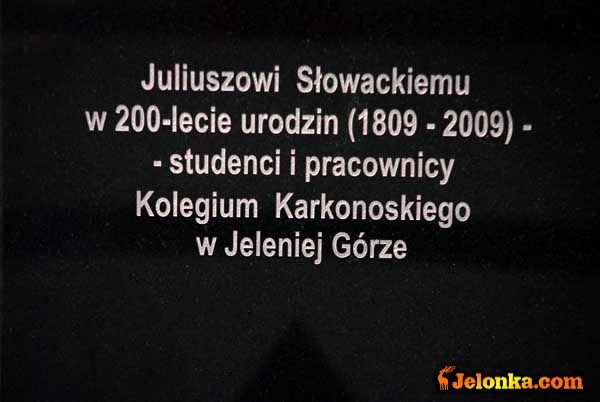 Juliuszowi Słowackiemu
w 200-lecie urodzin (1809 - 2009) -
- studenci i pracownicy
Kolegium Karkonoskiego
w Jeleniej Górze
Jelonka.com